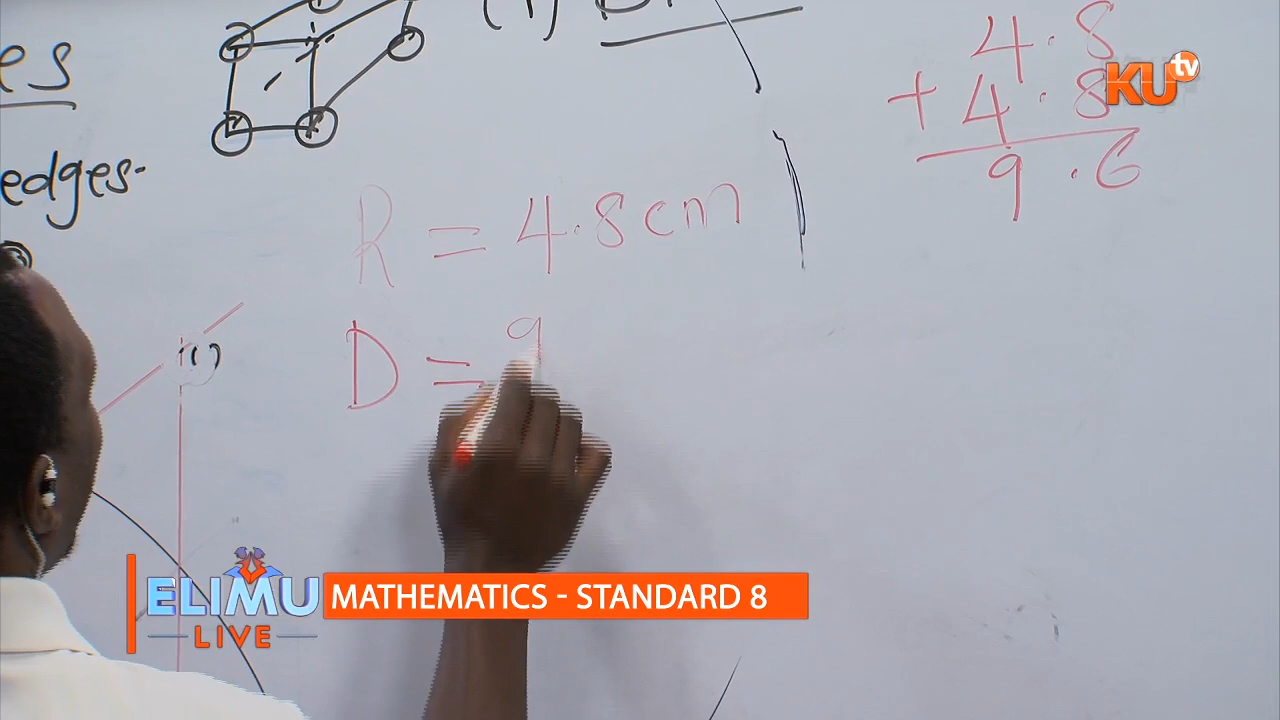 es
edges.
4.8
+ 4.8
9.6
KU tv
R = 4.8cm
D = 9
ELIMU
LIVE
MATHEMATICS - STANDARD 8